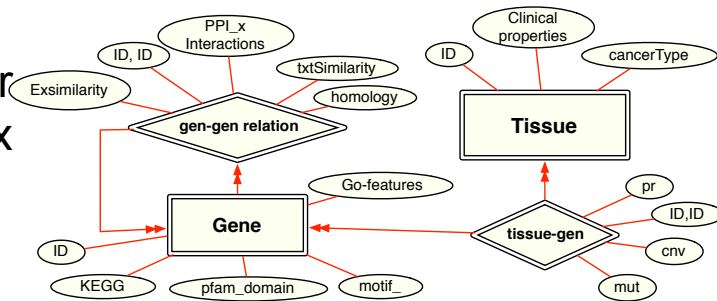 PPI_x
Interactions
Clinical
properties
ID, ID
ID
cancerType
txtSimilarity
r
Exsimilarity
homology
gen-gen relation
x
Tissue
Go-features
pr
Gene
ID,ID
tissue-gen
ID
cnv
KEGG
pfam_domain
motif_
mut